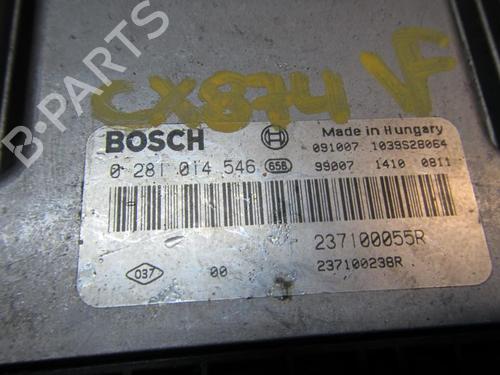 B-PARTS
CX874 VF
BOSCH
Made in Hungary
091007 1039S28064
0 281 014 546 658 99007 1410 0811
237100055R
037 00 237100238R